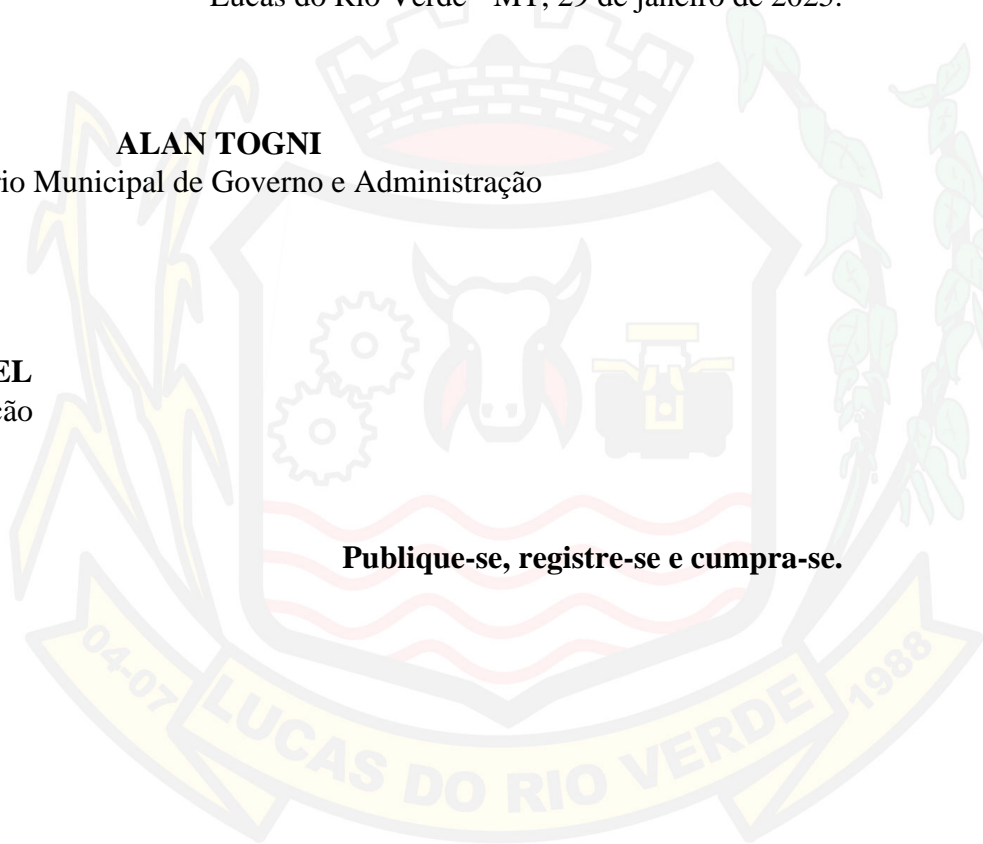 Lucas do Rio Verde - MT, 29 de janeiro de
ALAN TOGNI
rio Municipal de Governo e Administração
EL
ção
Publique-se, registre-se e cumpra-se.
04-07 LUCAS DO RIO VERDE 1988